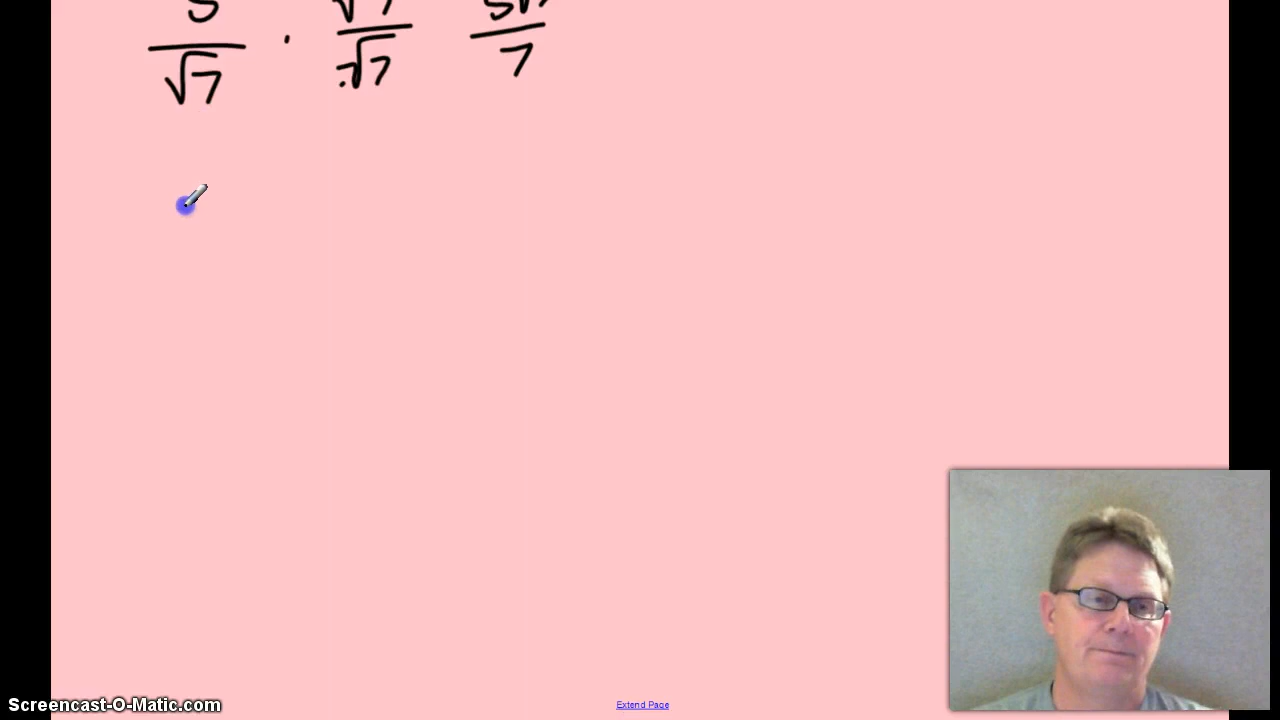 5 √7 5√7
√7 · √7 7
Screencast-O-Matic.com
Extend Page